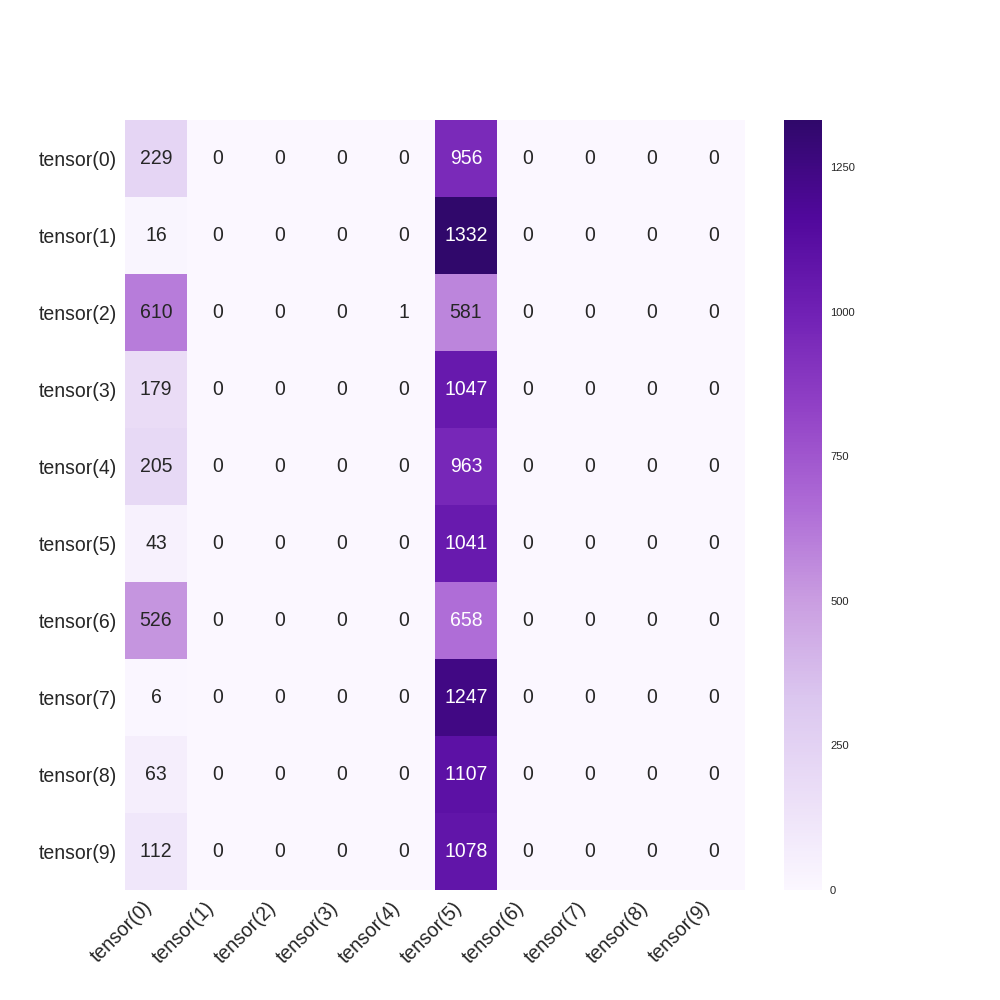 tensor(0) 229 0 0 0 0 956 0 0 0 0
tensor(1) 16 0 0 0 0 1332 0 0 0 0
tensor(2) 610 0 0 0 1 581 0 0 0 0
tensor(3) 179 0 0 0 0 1047 0 0 0 0
tensor(4) 205 0 0 0 0 963 0 0 0 0
tensor(5) 43 0 0 0 0 1041 0 0 0 0
tensor(6) 526 0 0 0 0 658 0 0 0 0
tensor(7) 6 0 0 0 0 1247 0 0 0 0
tensor(8) 63 0 0 0 0 1107 0 0 0 0
tensor(9) 112 0 0 0 0 1078 0 0 0 0
tensor(0) tensor(1) tensor(2) tensor(3) tensor(4) tensor(5) tensor(6) tensor(7) tensor(8) tensor(9)
1250
1000
750
500
250
0